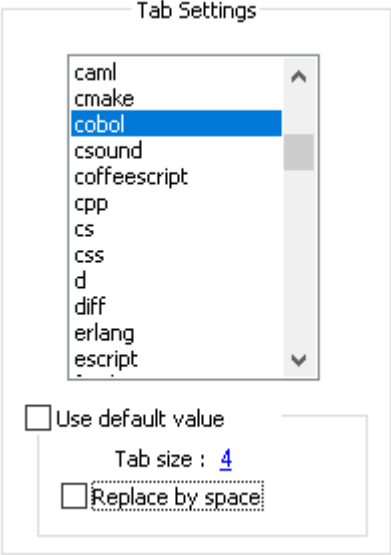 Tab Settings
caml
cmake
cobol
csound
coffeescript
cpp
cs
css
d
diff
erlang
escript
Use default value
Tab size : 4
Replace by space